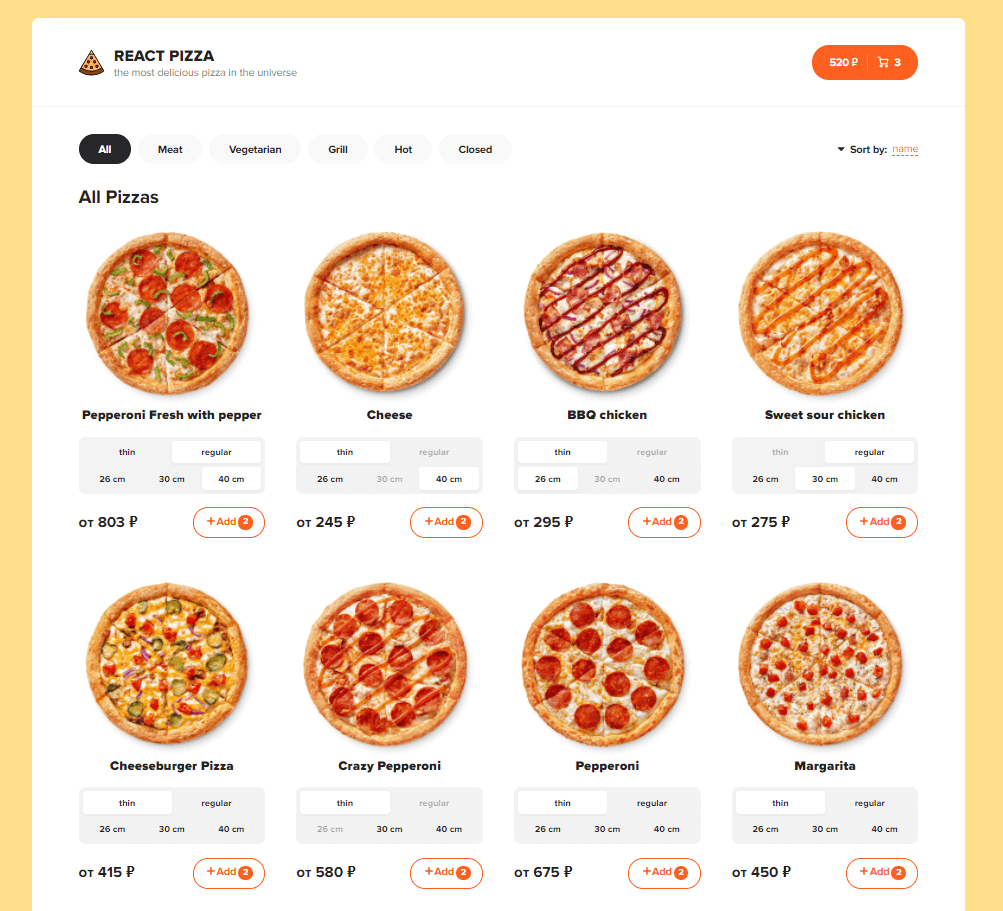 REACT PIZZA
the most delicious pizza in the universe
520 ₽ 3
All Meat Vegetarian Grill Hot Closed
Sort by: name
All Pizzas
Pepperoni Fresh with pepper Cheese BBQ chicken Sweet sour chicken
thin regular thin regular thin regular thin regular
26 cm 30 cm 40 cm 26 cm 30 cm 40 cm 26 cm 30 cm 40 cm 26 cm 30 cm 40 cm
от 803 ₽ +Add 2 от 245 ₽ +Add 2 от 295 ₽ +Add 2 от 275 ₽ +Add 2
Cheeseburger Pizza Crazy Pepperoni Pepperoni Margarita
thin regular thin regular thin regular thin regular
26 cm 30 cm 40 cm 26 cm 30 cm 40 cm 26 cm 30 cm 40 cm 26 cm 30 cm 40 cm
от 415 ₽ +Add 2 от 580 ₽ +Add 2 от 675 ₽ +Add 2 от 450 ₽ +Add 2